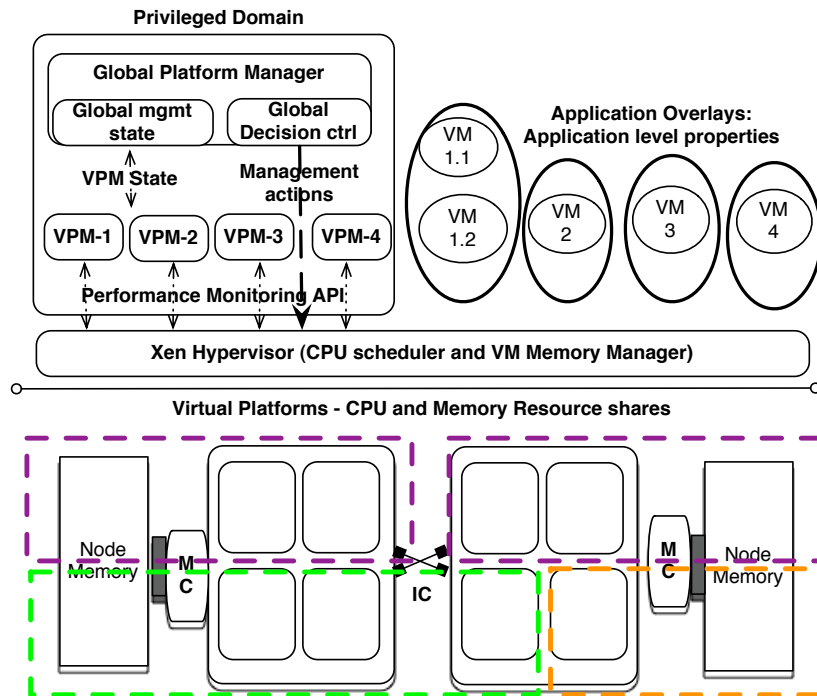 Privileged Domain
Global Platform Manager
Global mgmt
state
Global
Decision ctrl
VPM State
Management
actions
VPM-1
VPM-2
VPM-3
VPM-4
Performance Monitoring API
Application Overlays:
Application level properties
VM
1.1
VM
1.2
VM
2
VM
3
VM
4
Xen Hypervisor (CPU scheduler and VM Memory Manager)
Virtual Platforms - CPU and Memory Resource shares
Node
Memory
M
C
IC
M
C
Node
Memory